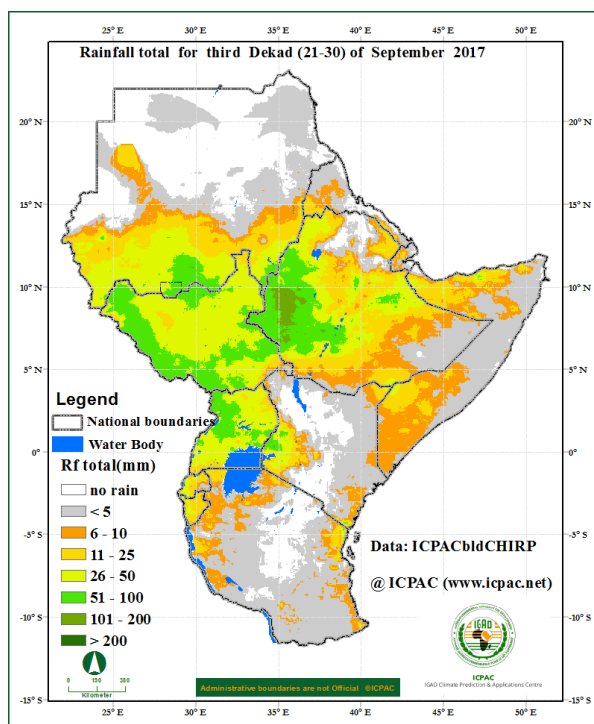 Rainfall total for third Dekad (21-30) of September 2017
25° E 30° E 35° E 40° E 45° E 50° E
20° N 20° N
15° N 15° N
10° N 10° N
5° N 5° N
0° 0°
-5° S -5° S
-10° S -10° S
-15° S -15° S
25° E 30° E 35° E 40° E 45° E 50° E
Legend
National boundaries
Water Body
Rf total(mm)
no rain
< 5
6 - 10
11 - 25
26 - 50
51 - 100
101 - 200
> 200
Data: ICPACbldCHIRP
@ ICPAC (www.icpac.net)
IGAD
ICPAC
IGAD Climate Prediction & Applications Centre
Kilometer
Administrative boundaries are not Official ©ICPAC